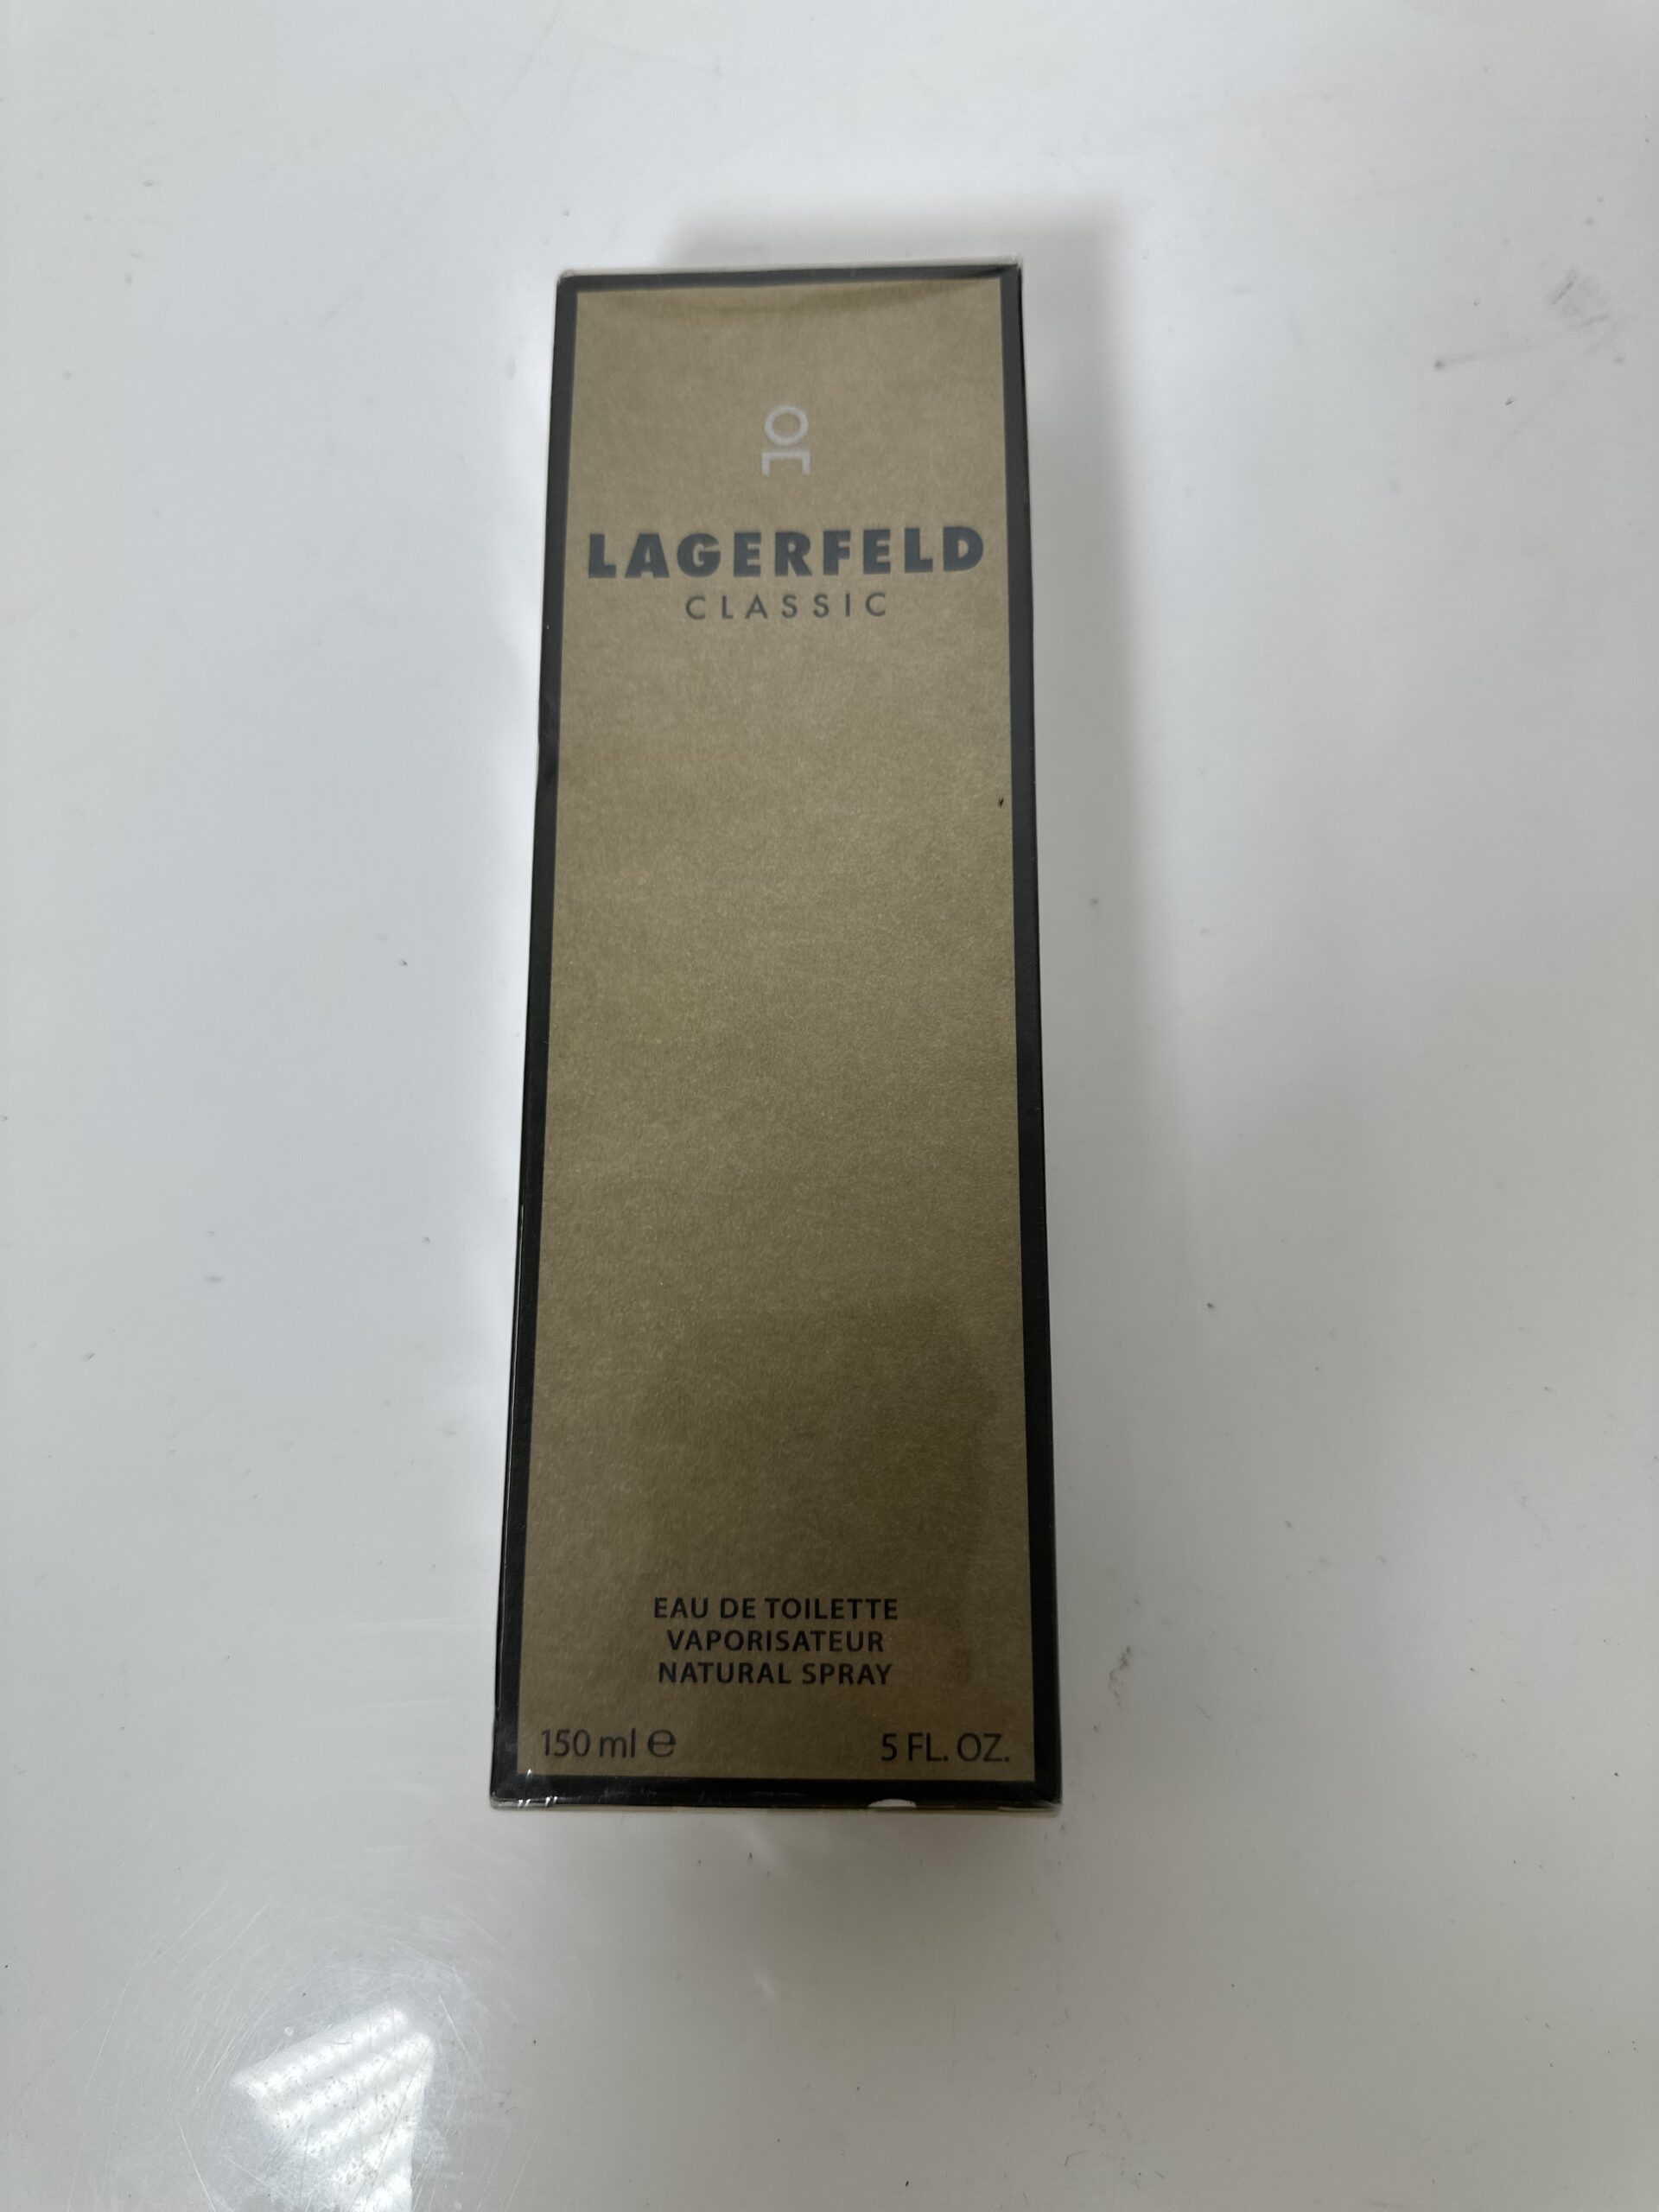 LAGERFELD
CLASSIC
EAU DE TOILETTE
VAPORISATEUR
NATURAL SPRAY
150 ml ℮ 5 FL. OZ.